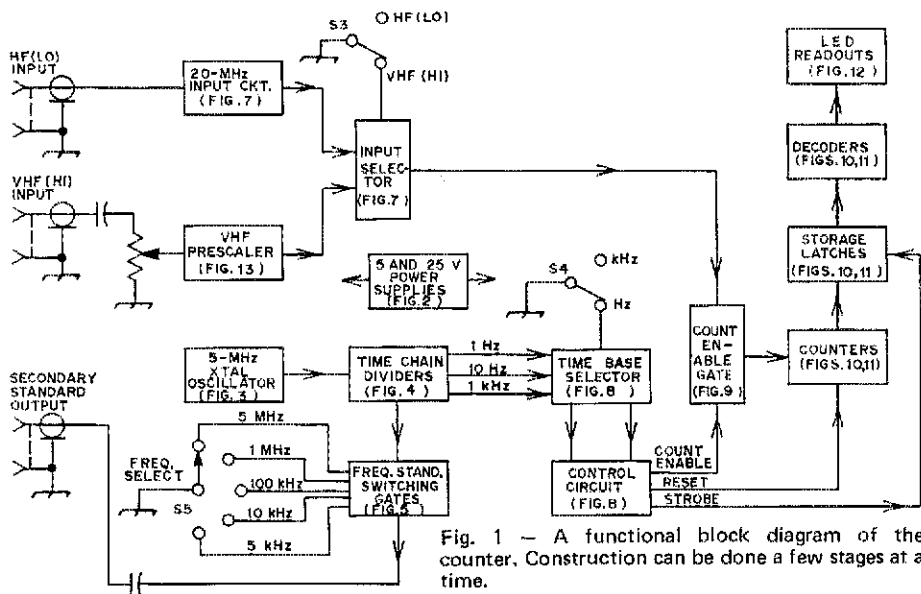 HF(LO)
INPUT
20-MHz
INPUT CKT.
(FIG. 7)
S3
HF(LO)
VHF(HI)
INPUT
SELEC-
TOR
(FIG.7)
VHF (HI)
INPUT
VHF
PRESCALER
(FIG. 13)
5 AND 25 V
POWER
SUPPLIES
(FIG.2)
S4
kHz
Hz
LED
READOUTS
(FIG.12)
DECODERS
(FIGS.10,11)
STORAGE
LATCHES
(FIGS.10,11)
COUNT
EN-
ABLE
GATE
(FIG.9)
COUNTERS
(FIGS.10,11)
5-MHz
XTAL
OSCILLATOR
(FIG. 3)
TIME CHAIN
DIVIDERS
(FIG. 4)
1 Hz
10 Hz
1 kHz
TIME BASE
SELECTOR
(FIG. 8)
SECONDARY
STANDARD
OUTPUT
FREQ.
SELECT
S5
5 MHz
1 MHz
100 kHz
10 kHz
5 kHz
FREQ. STAND.
SWITCHING
GATES
(FIG.5)
CONTROL
CIRCUIT
(FIG.8)
COUNT
ENABLE
RESET
STROBE
Fig. 1 — A functional block diagram of the
counter. Construction can be done a few stages at a
time.